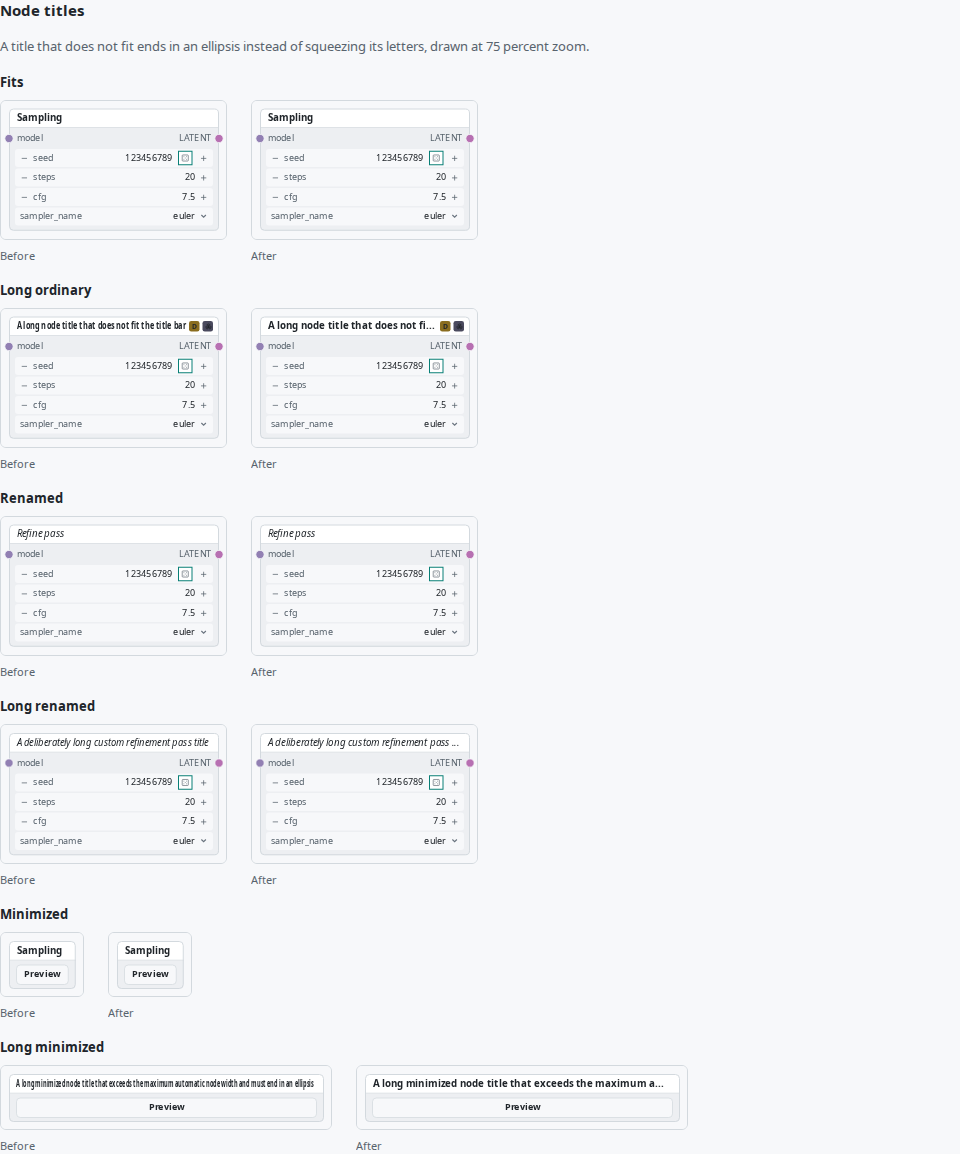 Node titles
A title that does not fit ends in an ellipsis instead of squeezing its letters, drawn at 75 percent zoom.
Fits
Sampling
model LATENT
− seed 123456789 +
− steps 20 +
− cfg 7.5 +
sampler_name euler
Before
Sampling
model LATENT
− seed 123456789 +
− steps 20 +
− cfg 7.5 +
sampler_name euler
After
Long ordinary
A long node title that does not fit the title bar D
model LATENT
− seed 123456789 +
− steps 20 +
− cfg 7.5 +
sampler_name euler
Before
A long node title that does not fi... D
model LATENT
− seed 123456789 +
− steps 20 +
− cfg 7.5 +
sampler_name euler
After
Renamed
Refine pass
model LATENT
− seed 123456789 +
− steps 20 +
− cfg 7.5 +
sampler_name euler
Before
Refine pass
model LATENT
− seed 123456789 +
− steps 20 +
− cfg 7.5 +
sampler_name euler
After
Long renamed
A deliberately long custom refinement pass title
model LATENT
− seed 123456789 +
− steps 20 +
− cfg 7.5 +
sampler_name euler
Before
A deliberately long custom refinement pass ...
model LATENT
− seed 123456789 +
− steps 20 +
− cfg 7.5 +
sampler_name euler
After
Minimized
Sampling
Preview
Before
Sampling
Preview
After
Long minimized
A long minimized node title that exceeds the maximum automatic node width and must end in an ellipsis
Preview
Before
A long minimized node title that exceeds the maximum a...
Preview
After